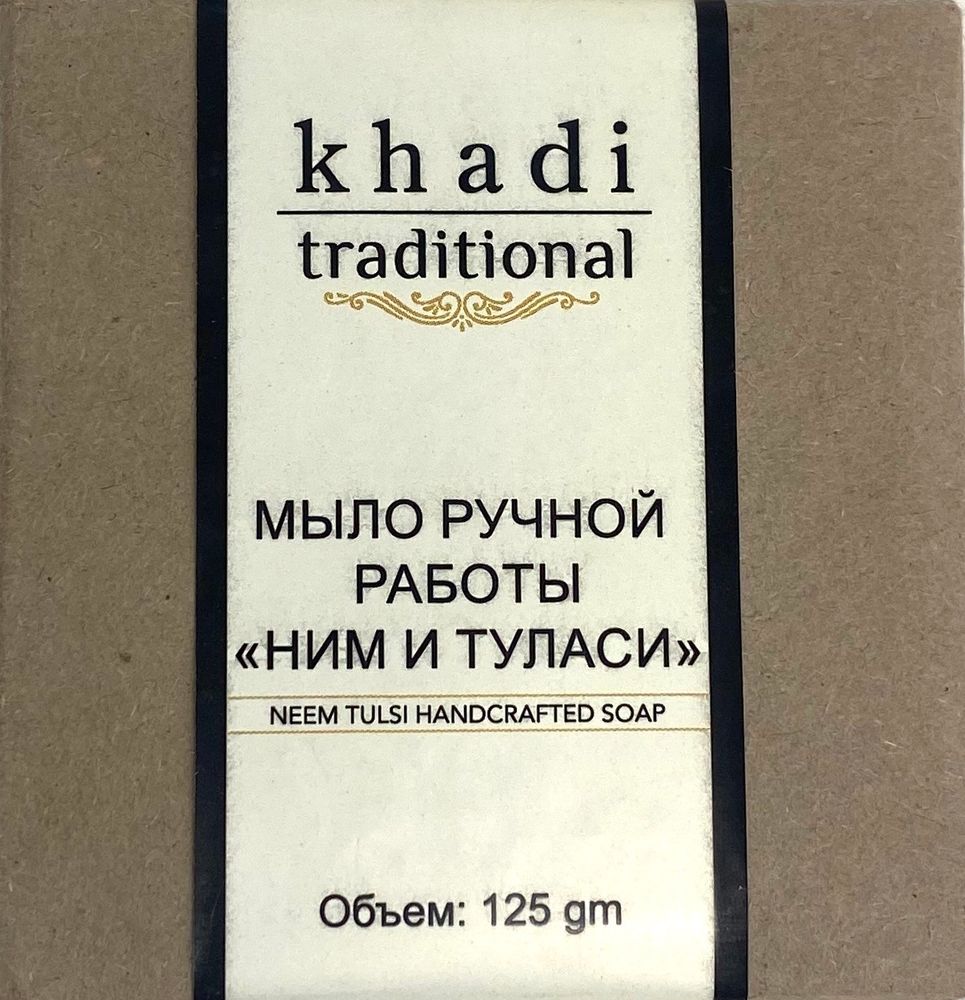 khadi
traditional
МЫЛО РУЧНОЙ
РАБОТЫ
«НИМ И ТУЛАСИ»
NEEM TULSI HANDCRAFTED SOAP
Объем: 125 gm